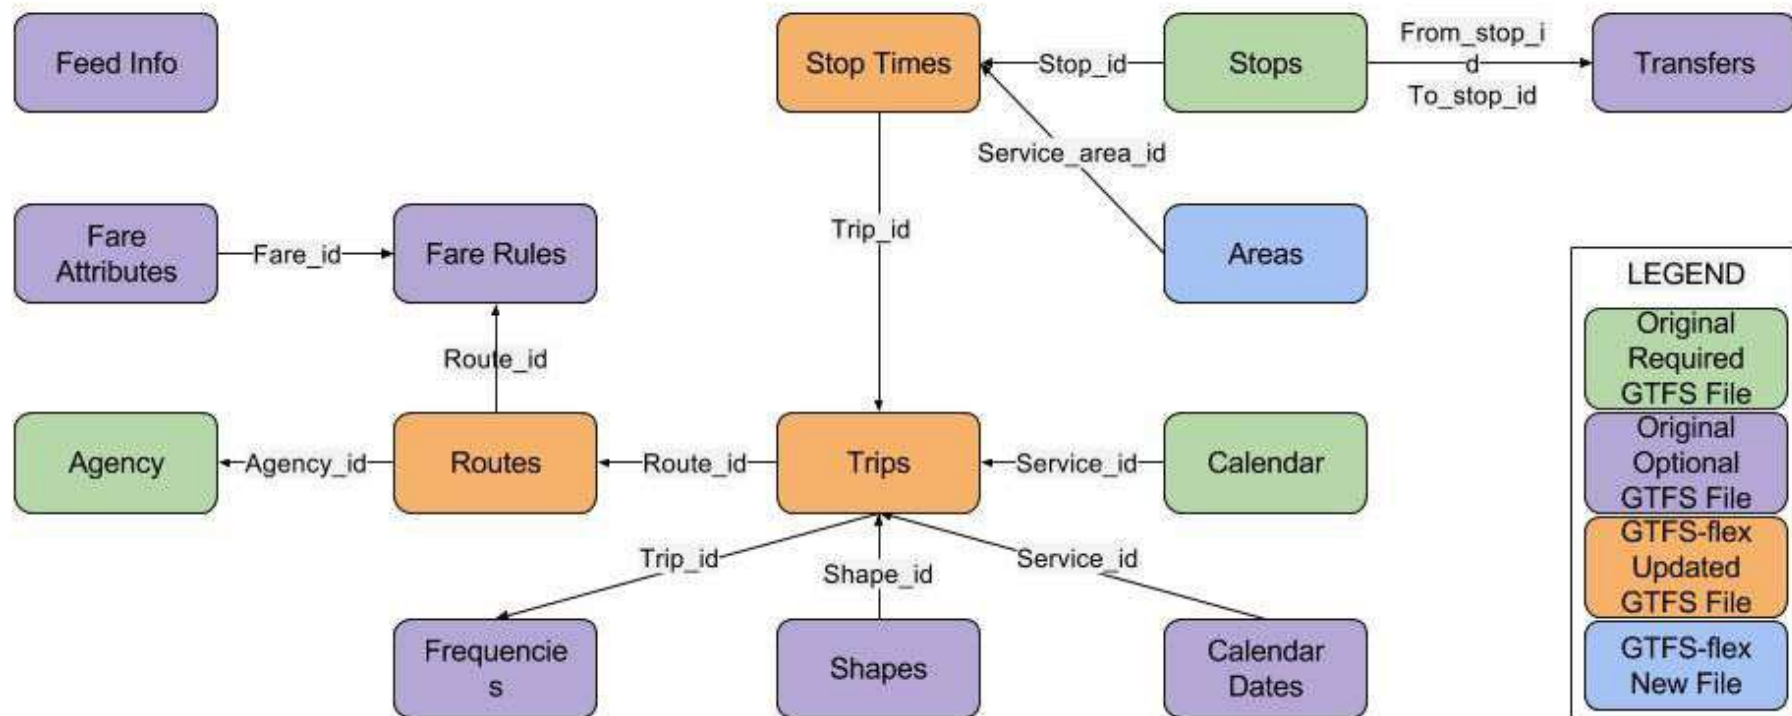 Feed Info
Stop Times
Stop_id
Stops
From_stop_i
d
To_stop_id
Transfers
Service_area_id
Fare
Attributes
Fare_id
Fare Rules
Trip_id
Areas
Route_id
Agency
Agency_id
Routes
Route_id
Trips
Service_id
Calendar
Trip_id
Shape_id
Service_id
Frequencie
s
Shapes
Calendar
Dates
LEGEND
Original
Required
GTFS File
Original
Optional
GTFS File
GTFS-flex
Updated
GTFS File
GTFS-flex
New File